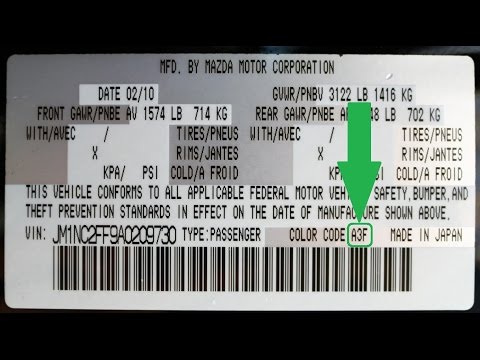 MFD. BY MAZDA MOTOR CORPORATION
DATE 02/10 GVWR/PNBV 3122 LB 1416 KG
FRONT GAWR/PNBE AV 1574 LB 714 KG REAR GAWR/PNBE 48 LB 702 KG
WITH/AVEC / TIRES/PNEUS WITH/AVEC / TIRES/PNEUS
X RIMS/JANTES X RIMS/JANTES
KPA/ PSI COLD/A FROID KPA/ PSI COLD/A FROID
THIS VEHICLE CONFORMS TO ALL APPLICABLE FEDERAL MOTOR SAFETY, BUMPER, AND
THEFT PREVENTION STANDARDS IN EFFECT ON THE DATE OF MANUFACTURE SHOWN ABOVE.
VIN: JM1NC2FF9A0209730 TYPE:PASSENGER COLOR CODE A3F MADE IN JAPAN